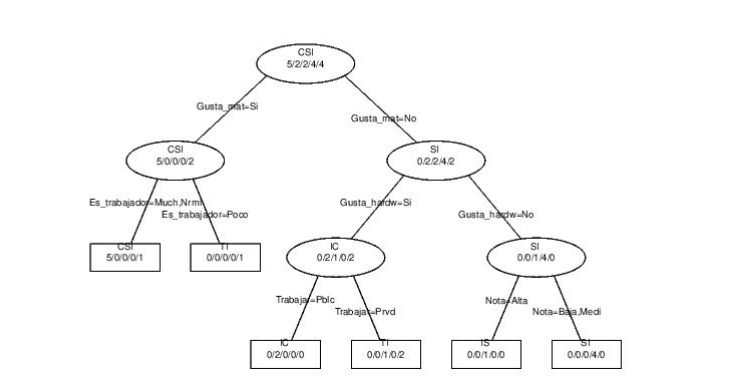 CSI
5/2/2/4/4
Gusta_mat=Si
Gusta_mat=No
CSI
5/0/0/0/2
SI
0/2/2/4/2
Es_trabajador=Much,Nrml
Es_trabajador=Poco
Gusta_hardw=Si
Gusta_hardw=No
CSI
5/0/0/0/1
TI
0/0/0/0/1
IC
0/2/1/0/2
SI
0/0/1/4/0
Trabajar=Pblc
Trabajar=Prvd
Nota=Alta
Nota=Baja,Medi
IC
0/2/0/0/0
TI
0/0/1/0/2
IS
0/0/1/0/0
SI
0/0/0/4/0